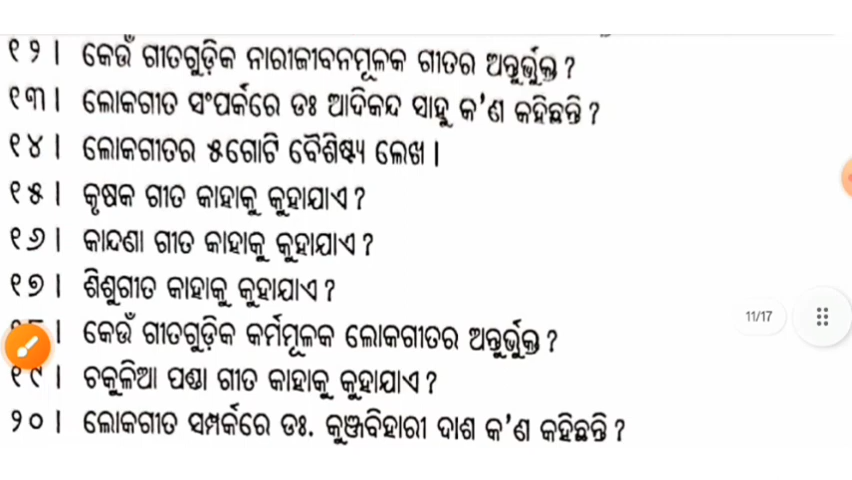 ୧୨। କେଉଁ ଗୀତଗୁଡ଼ିକ ନାରୀଜୀବନମୂଳକ ଗୀତର ଅନ୍ତର୍ଭୁକ୍ତ ?
୧୩। ଲୋକଗୀତ ସଂପର୍କରେ ଡଃ ଆଦିକନ୍ଦ ସାହୁ କ'ଣ କହିଛନ୍ତି ?
୧୪। ଲୋକଗୀତର ୫ଗୋଟି ବୈଶିଷ୍ଟ୍ୟ ଲେଖ।
୧୫। କୃଷକ ଗୀତ କାହାକୁ କୁହାଯାଏ ?
୧୬। କାନ୍ଦଣା ଗୀତ କାହାକୁ କୁହାଯାଏ ?
୧୭। ଶିଶୁଗୀତ କାହାକୁ କୁହାଯାଏ ?
। କେଉଁ ଗୀତଗୁଡ଼ିକ କର୍ମମୂଳକ ଲୋକଗୀତର ଅନ୍ତର୍ଭୁକ୍ତ ?
11/17
୧୯। ଚକୁଳିଆ ପଣ୍ଡା ଗୀତ କାହାକୁ କୁହାଯାଏ ?
୨୦। ଲୋକଗୀତ ସମ୍ପର୍କରେ ଡଃ. କୁଞ୍ଜବିହାରୀ ଦାଶ କ'ଣ କହିଛନ୍ତି ?